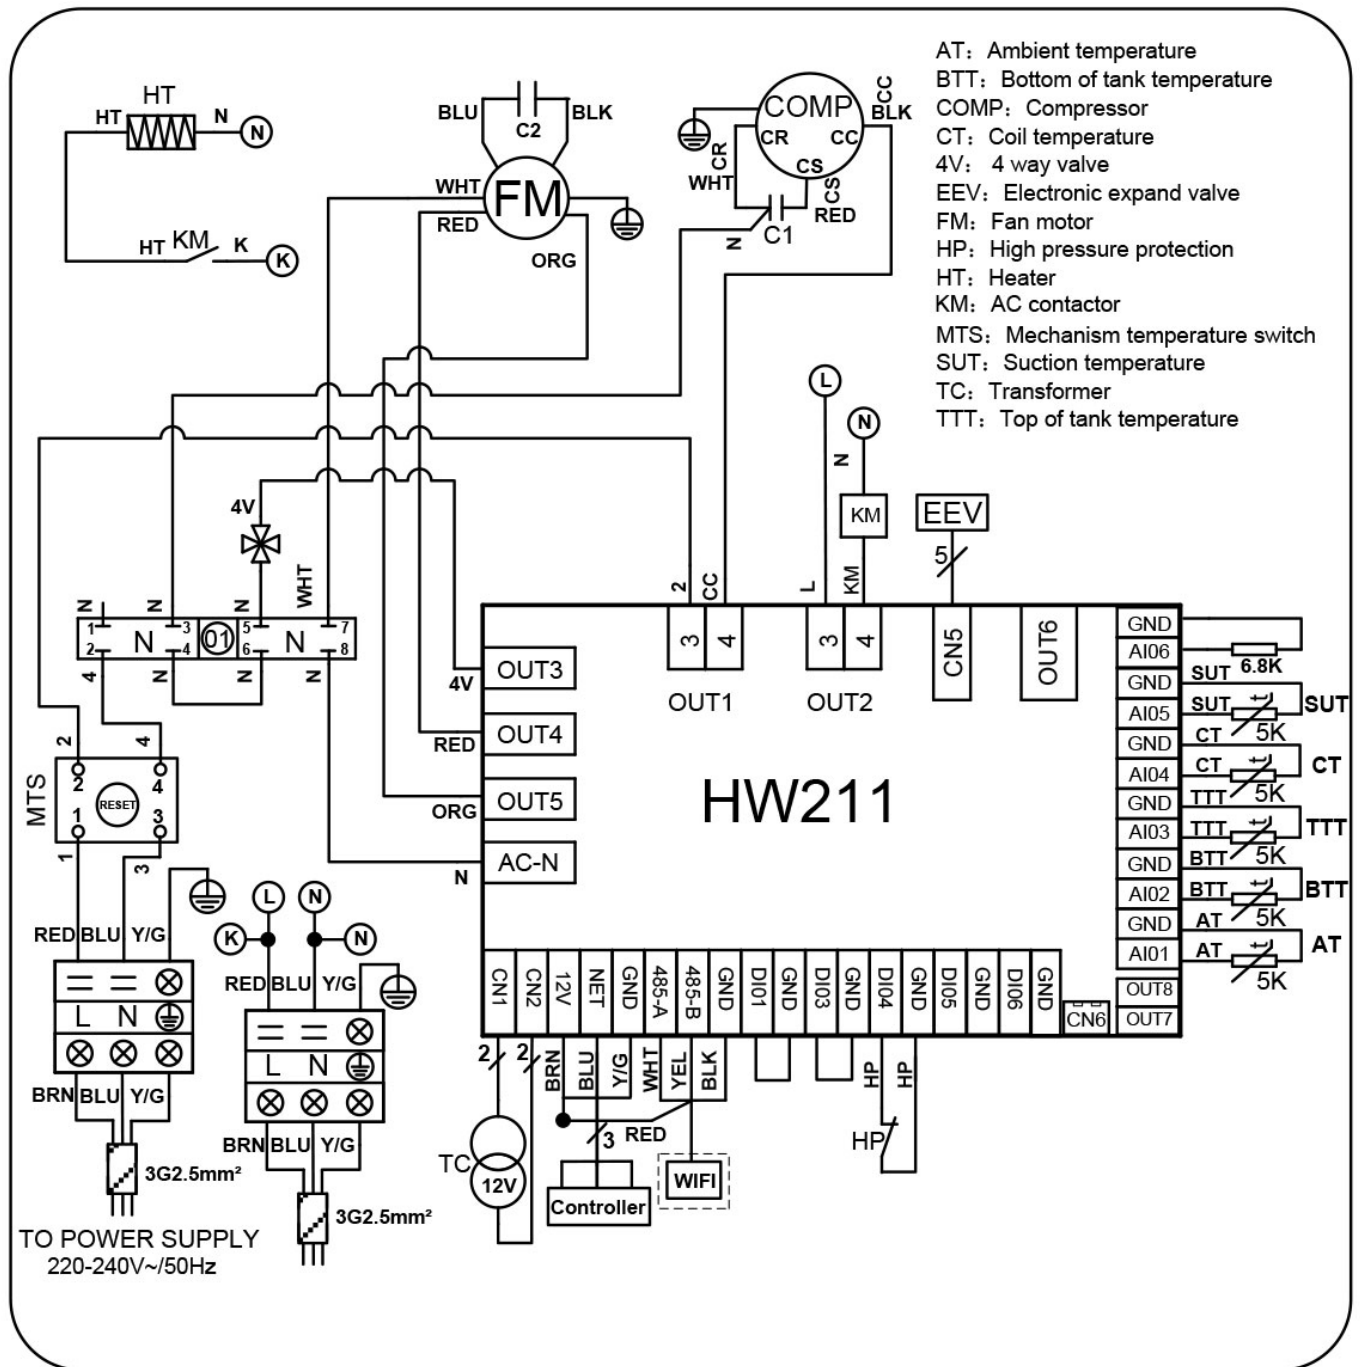 AT: Ambient temperature
BTT: Bottom of tank temperature
COMP: Compressor
CT: Coil temperature
4V: 4 way valve
EEV: Electronic expand valve
FM: Fan motor
HP: High pressure protection
HT: Heater
KM: AC contactor
MTS: Mechanism temperature switch
SUT: Suction temperature
TC: Transformer
TTT: Top of tank temperature
HT
HT N N
HT KM K K
BLU BLK
C2
WHT FM
RED
ORG
COMP
CR CC
CS
CC
BLK
CR
WHT
CS
RED
N C1
L
N
N
KM
EEV
5
4V
N N N WHT
1 3 5 7
N 01 N
2 4 6 8
4 N N N
2 4
MTS
2 4
RESET
1 3
1 3
2 CC L KM
3 4 3 4 CN5 OUT6
OUT1 OUT2
4V OUT3
RED OUT4
ORG OUT5
N AC-N
HW211
GND
AI06 6.8K
GND SUT
AI05 SUT t SUT
5K
GND CT
AI04 CT t CT
5K
GND TTT
AI03 TTT t TTT
5K
GND BTT
AI02 BTT t BTT
5K
GND AT
AI01 AT t AT
5K
OUT8
CN6 OUT7
CN1 CN2 12V NET GND 485-A 485-B GND DI01 GND DI03 GND DI04 GND DI05 GND DI06 GND
2 2 BRN BLU Y/G WHT YEL BLK HP HP
RED
3
HP
TC
12V
Controller
WIFI
RED BLU Y/G
L N
BRN BLU Y/G
3G2.5mm²
TO POWER SUPPLY
220-240V~/50Hz
L N
K N
RED BLU Y/G
L N
BRN BLU Y/G
3G2.5mm²